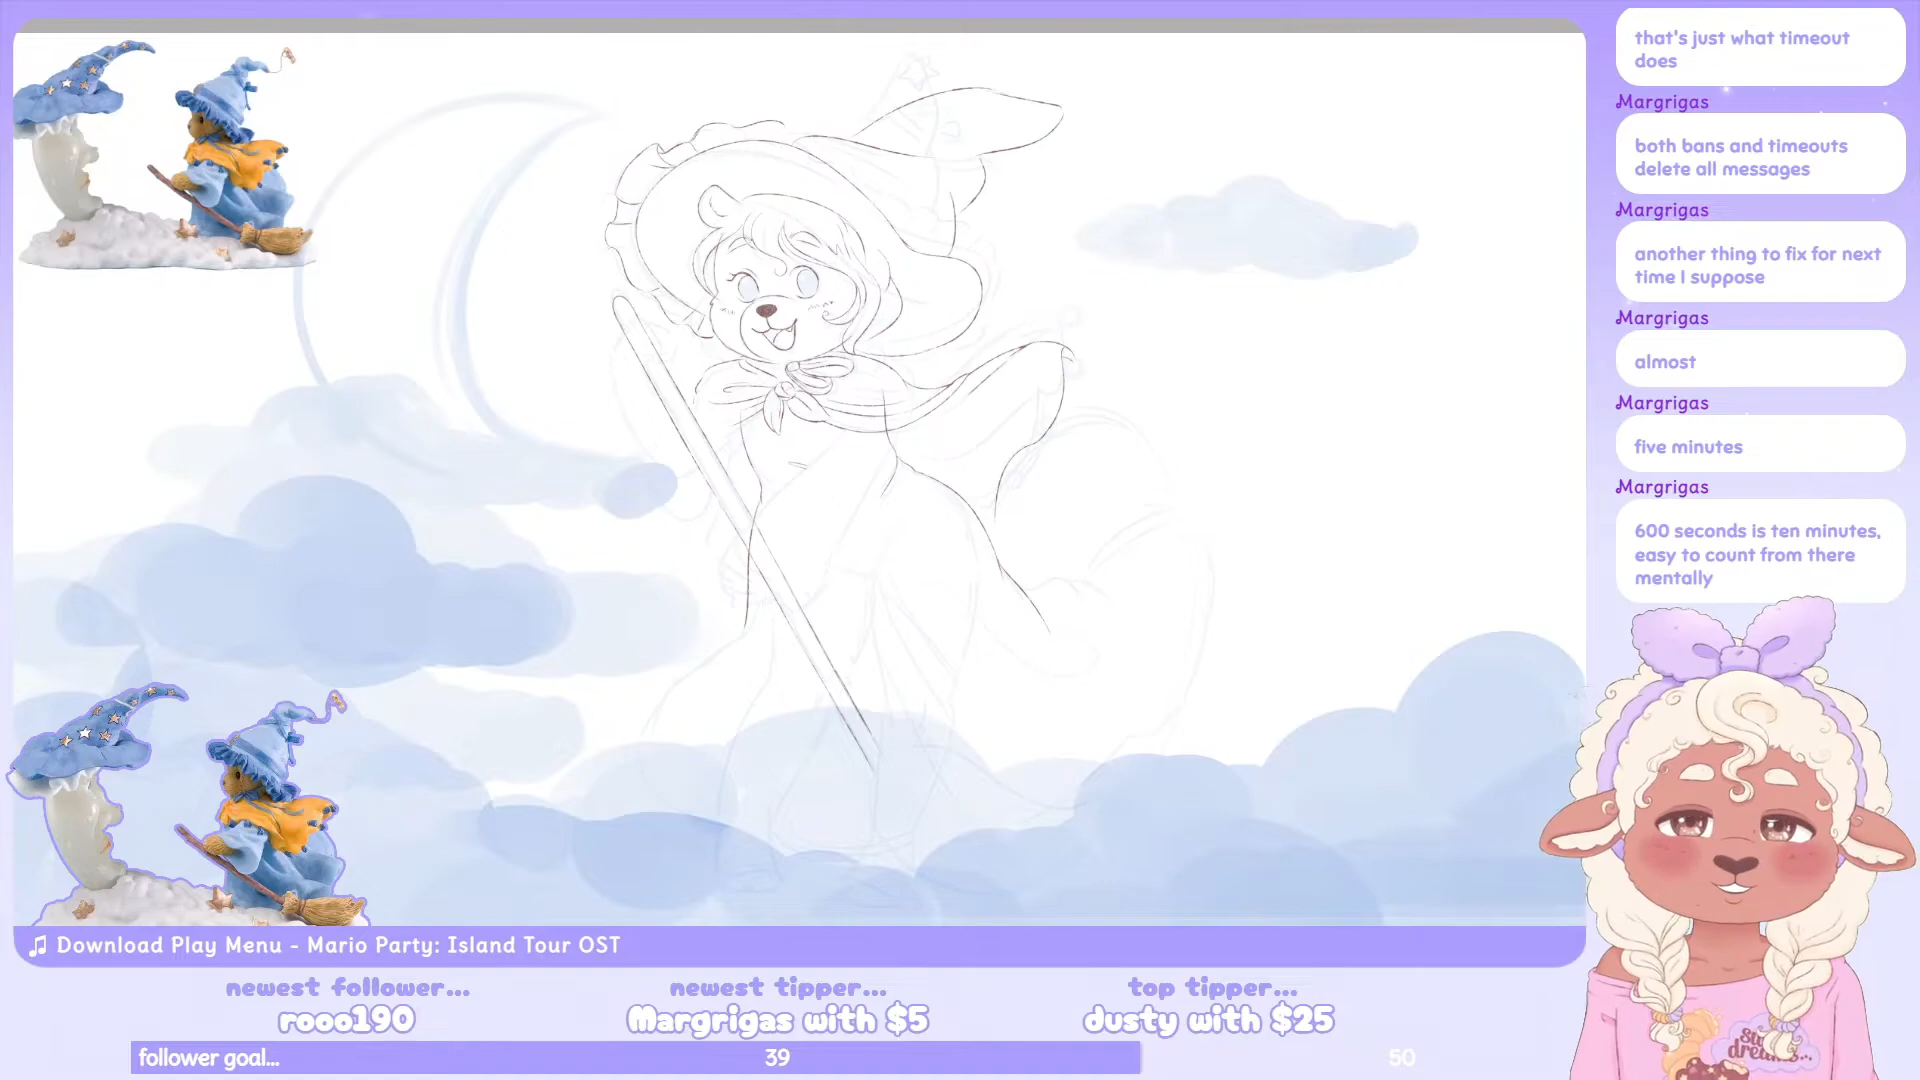 that's just what timeout
does
Margrigas
both bans and timeouts
delete all messages
Margrigas
another thing to fix for next
time I suppose
Margrigas
almost
Margrigas
five minutes
Margrigas
600 seconds is ten minutes,
easy to count from there
mentally
Download Play Menu - Mario Party: Island Tour OST
newest follower...
rooo190
newest tipper...
Margrigas with $5
top tipper...
dusty with $25
follower goal...
39
50